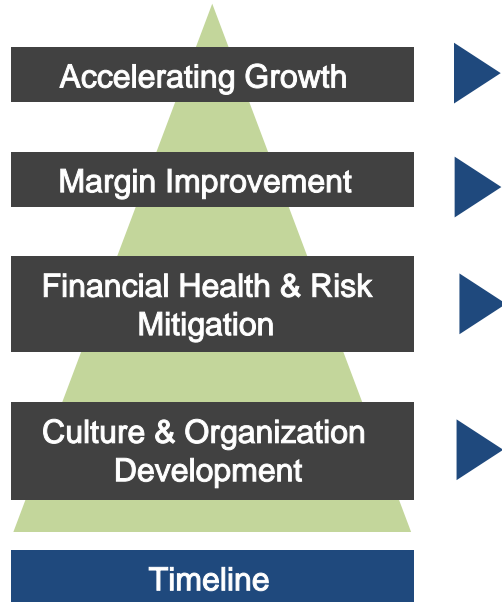 Accelerating Growth
Margin Improvement
Financial Health & Risk
Mitigation
Culture & Organization
Development
Timeline